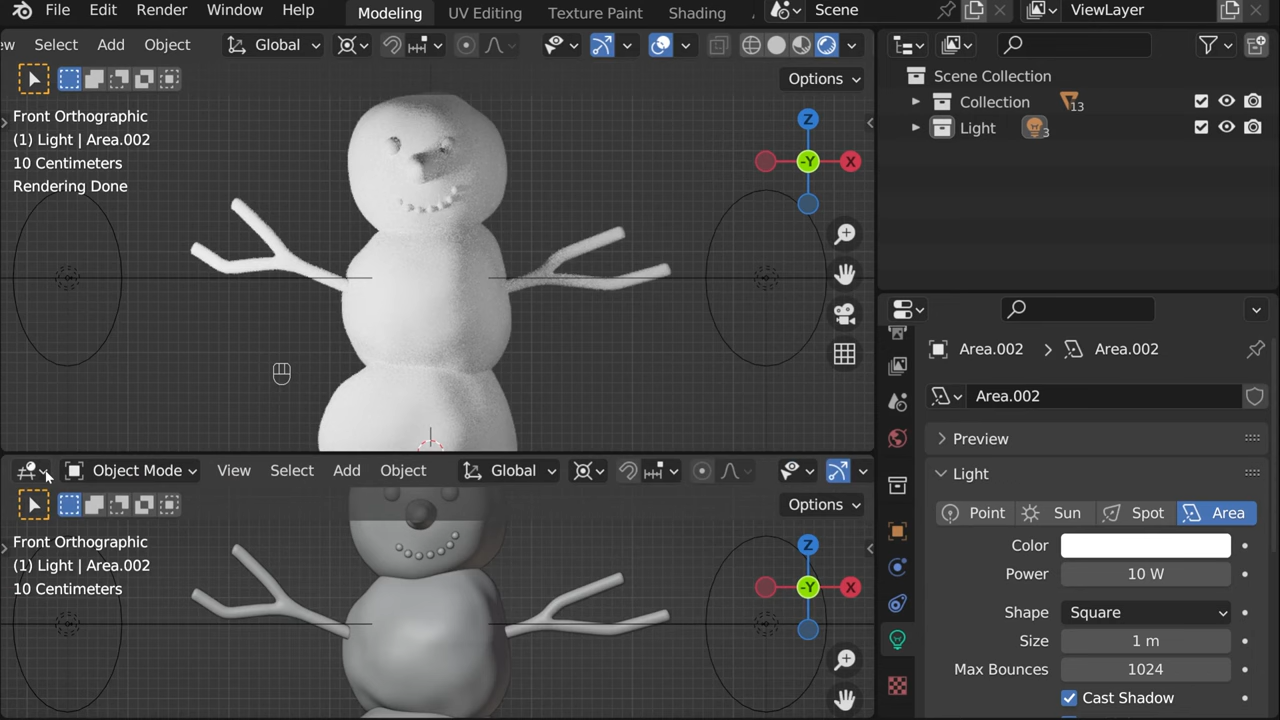 File Edit Render Window Help Modeling UV Editing Texture Paint Shading Scene ViewLayer
Select Add Object Global
Options
Front Orthographic
(1) Light | Area.002
10 Centimeters
Rendering Done
Z
-Y X
Object Mode View Select Add Object Global
Options
Front Orthographic
(1) Light | Area.002
10 Centimeters
Z
-Y X
Scene Collection
Collection 13
Light 3
Area.002 > Area.002
Area.002
Preview
Light
Point Sun Spot Area
Color
Power 10 W
Shape Square
Size 1 m
Max Bounces 1024
Cast Shadow